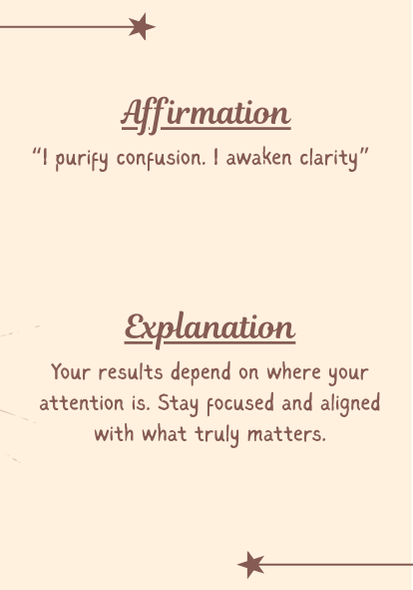 Affirmation
“I purify confusion. I awaken clarity”
Explanation
Your results depend on where your
attention is. Stay focused and aligned
with what truly matters.